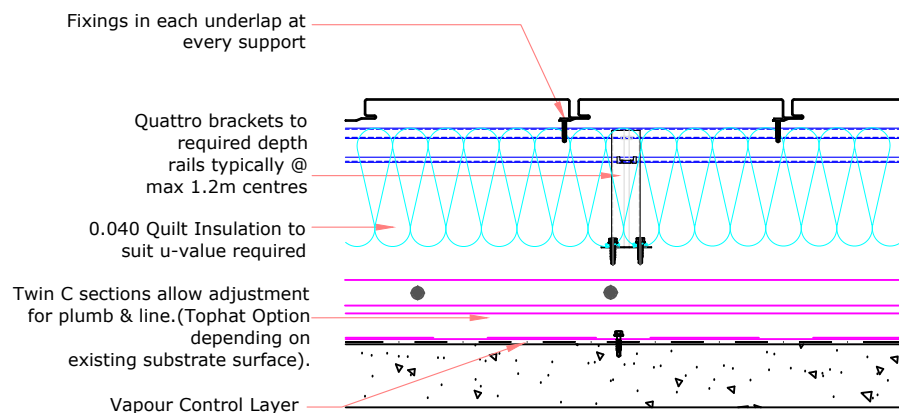 Fixings in each underlap at
every support
Quattro brackets to
required depth
rails typically @
max 1.2m centres
0.040 Quilt Insulation to
suit u-value required
Twin C sections allow adjustment
for plumb & line.(Tophat Option
depending on
existing substrate surface).
Vapour Control Layer